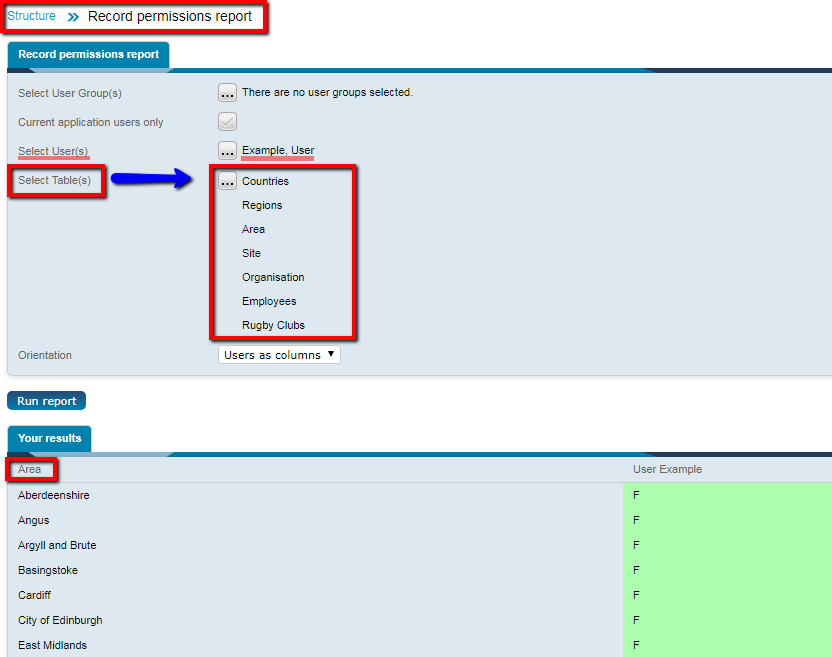 Structure » Record permissions report
Record permissions report
Select User Group(s) ... There are no user groups selected.
Current application users only
Select User(s) ... Example, User
Select Table(s) ... Countries
Regions
Area
Site
Organisation
Employees
Rugby Clubs
Orientation Users as columns ▼
Run report
Your results
Area User Example
Aberdeenshire F
Angus F
Argyll and Brute F
Basingstoke F
Cardiff F
City of Edinburgh F
East Midlands F